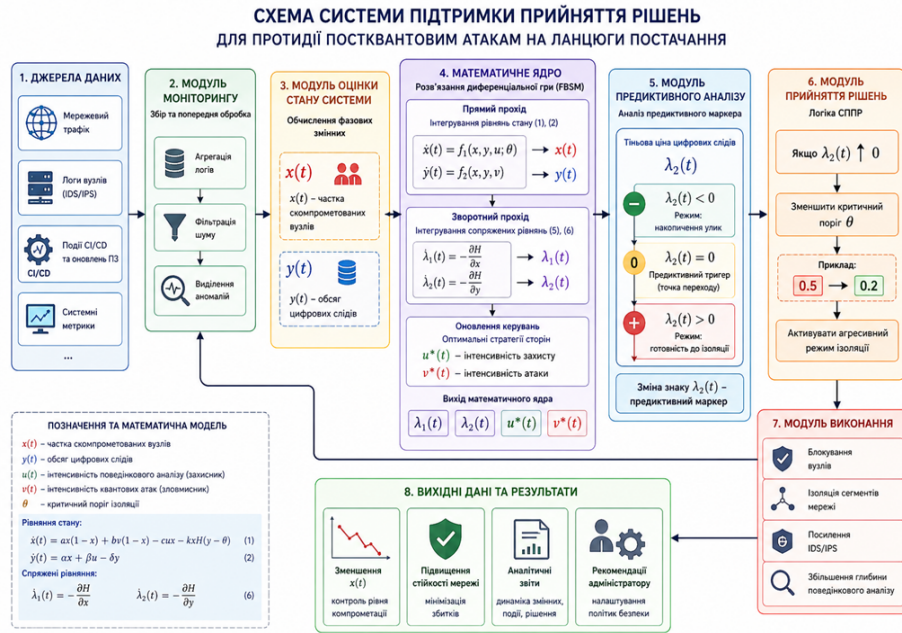 СХЕМА СИСТЕМИ ПІДТРИМКИ ПРИЙНЯТТЯ РІШЕНЬ
ДЛЯ ПРОТИДІЇ ПОСТКВАНТОВИМ АТАКАМ НА ЛАНЦЮГИ ПОСТАЧАННЯ
1. ДЖЕРЕЛА ДАНИХ
Мережевий
трафік
Логи вузлів
(IDS/IPS)
CI/CD
Події CI/CD
та оновлень ПЗ
Системні
метрики
...
2. МОДУЛЬ
МОНІТОРИНГУ
Збір та попередня обробка
Агрегація
логів
Фільтрація
шуму
Виділення
аномалій
3. МОДУЛЬ ОЦІНКИ
СТАНУ СИСТЕМИ
Обчислення фазових
змінних
x(t)
x(t) – частка
скомпрометованих
вузлів
y(t)
y(t) – обсяг
цифрових слідів
4. МАТЕМАТИЧНЕ ЯДРО
Розв'язання диференціальної гри (FBSM)
Прямий прохід
Інтегрування рівнянь стану (1), (2)
ẋ(t) = f₁(x, y, u; θ) → x(t)
ẏ(t) = f₂(x, y, v) → y(t)
Зворотний прохід
Інтегрування сопряжених рівнянь (5), (6)
λ̇₁(t) = −∂H/∂x → λ₁(t)
λ̇₂(t) = −∂H/∂y → λ₂(t)
Оновлення керувань
Оптимальні стратегії сторін
u*(t) – інтенсивність захисту
v*(t) – інтенсивність атаки
Вихід математичного ядра
λ₁(t) λ₂(t) u*(t) v*(t)
5. МОДУЛЬ
ПРЕДИКТИВНОГО АНАЛІЗУ
Аналіз предиктивного маркера
Тіньова ціна цифрових слідів
λ₂(t)
−
λ₂(t) < 0
Режим:
накопичення улик
0
λ₂(t) = 0
Предиктивний тригер
(точка переходу)
+
λ₂(t) > 0
Режим:
готовність до ізоляції
Зміна знаку λ₂(t) –
предиктивний маркер
6. МОДУЛЬ
ПРИЙНЯТТЯ РІШЕНЬ
Логіка СППР
Якщо λ₂(t) ↑ 0
Зменшити критичний
поріг θ
Приклад:
0.5 → 0.2
Активувати агресивний
режим ізоляції
7. МОДУЛЬ ВИКОНАННЯ
Блокування
вузлів
Ізоляція сегментів
мережі
Посилення
IDS/IPS
Збільшення глибини
поведінкового аналізу
8. ВИХІДНІ ДАНІ ТА РЕЗУЛЬТАТИ
Зменшення
x(t)
контроль рівня
компрометації
Підвищення
стійкості мережі
мінімізація
збитків
Аналітичні
звіти
динаміка змінних,
події, рішення
Рекомендації
адміністратору
налаштування
політик безпеки
ПОЗНАЧЕННЯ ТА МАТЕМАТИЧНА МОДЕЛЬ
x(t) – частка скомпрометованих вузлів
y(t) – обсяг цифрових слідів
u(t) – інтенсивність поведінкового аналізу (захисник)
v(t) – інтенсивність квантових атак (зловмисник)
θ – критичний поріг ізоляції
Рівняння стану:
ẋ(t) = ax(1 − x) + bv(1 − x) − cux − kxH(y − θ) (1)
ẏ(t) = αx + βu − δy (2)
Спряжені рівняння:
λ̇₁(t) = −∂H/∂x λ̇₂(t) = −∂H/∂y (6)